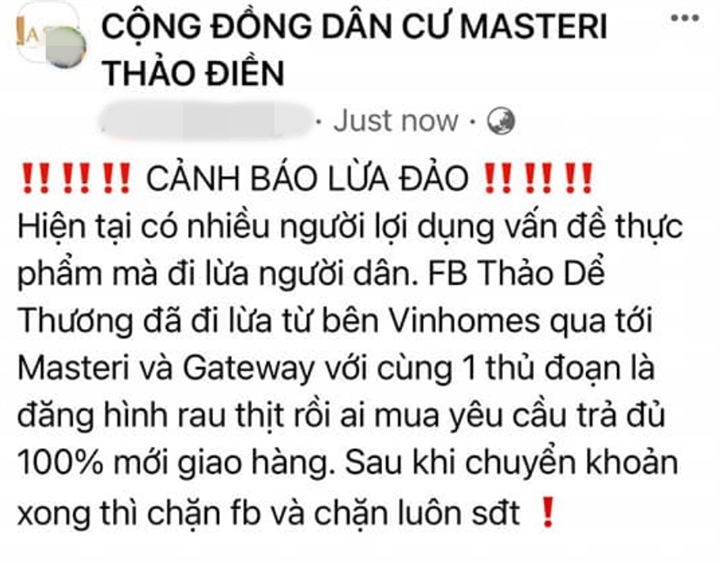 CỘNG ĐỒNG DÂN CƯ MASTERI
THẢO ĐIỀN
· Just now ·
‼️‼️‼️ CẢNH BÁO LỪA ĐẢO ‼️‼️‼️
Hiện tại có nhiều người lợi dụng vấn đề thực
phẩm mà đi lừa người dân. FB Thảo Dể
Thương đã đi lừa từ bên Vinhomes qua tới
Masteri và Gateway với cùng 1 thủ đoạn là
đăng hình rau thịt rồi ai mua yêu cầu trả đủ
100% mới giao hàng. Sau khi chuyển khoản
xong thì chặn fb và chặn luôn sđt ❗